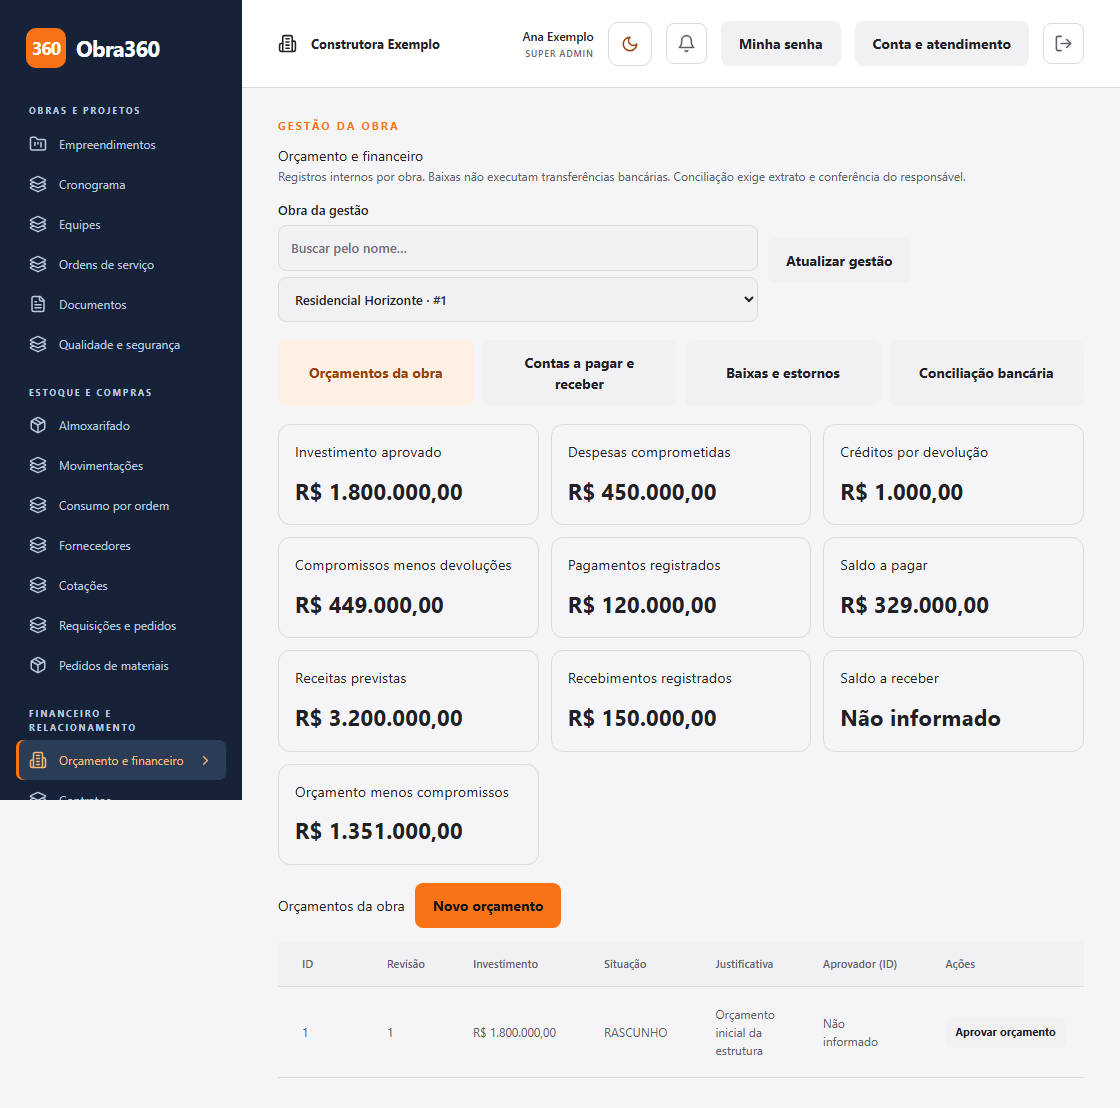 360 Obra360
OBRAS E PROJETOS
Empreendimentos
Cronograma
Equipes
Ordens de serviço
Documentos
Qualidade e segurança
ESTOQUE E COMPRAS
Almoxarifado
Movimentações
Consumo por ordem
Fornecedores
Cotações
Requisições e pedidos
Pedidos de materiais
FINANCEIRO E
RELACIONAMENTO
Orçamento e financeiro
Contratos
Construtora Exemplo
Ana Exemplo
SUPER ADMIN
Minha senha
Conta e atendimento
GESTÃO DA OBRA
Orçamento e financeiro
Registros internos por obra. Baixas não executam transferências bancárias. Conciliação exige extrato e conferência do responsável.
Obra da gestão
Buscar pelo nome...
Residencial Horizonte · #1
Atualizar gestão
Orçamentos da obra
Contas a pagar e
receber
Baixas e estornos
Conciliação bancária
Investimento aprovado
R$ 1.800.000,00
Despesas comprometidas
R$ 450.000,00
Créditos por devolução
R$ 1.000,00
Compromissos menos devoluções
R$ 449.000,00
Pagamentos registrados
R$ 120.000,00
Saldo a pagar
R$ 329.000,00
Receitas previstas
R$ 3.200.000,00
Recebimentos registrados
R$ 150.000,00
Saldo a receber
Não informado
Orçamento menos compromissos
R$ 1.351.000,00
Orçamentos da obra
Novo orçamento
ID Revisão Investimento Situação Justificativa Aprovador (ID) Ações
1 1 R$ 1.800.000,00 RASCUNHO
Orçamento
inicial da
estrutura
Não
informado
Aprovar orçamento